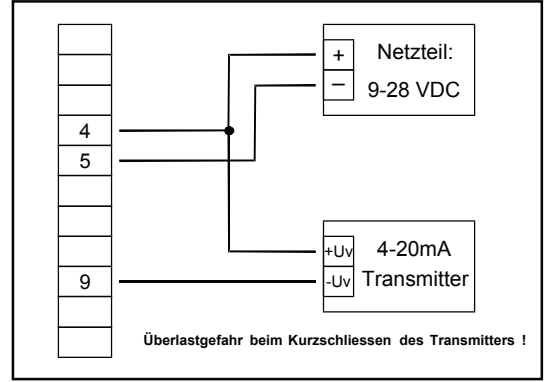 4
5
9
+
−
Netzteil:
9-28 VDC
+Uv
-Uv
4-20mA
Transmitter
Überlastgefahr beim Kurzschliessen des Transmitters !